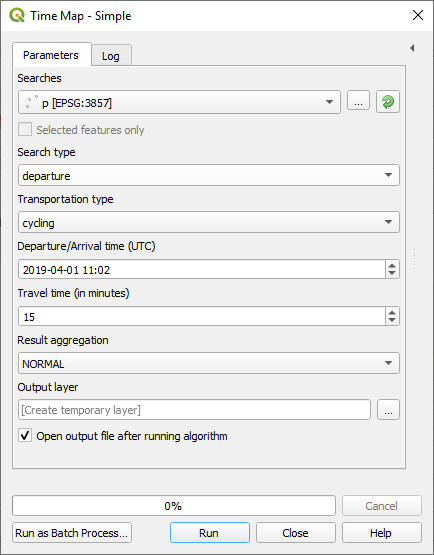 Time Map - Simple
Parameters
Log
Searches
p [EPSG:3857]
...
Selected features only
Search type
departure
Transportation type
cycling
Departure/Arrival time (UTC)
2019-04-01 11:02
Travel time (in minutes)
15
Result aggregation
NORMAL
Output layer
[Create temporary layer]
...
Open output file after running algorithm
0%
Cancel
Run as Batch Process...
Run
Close
Help